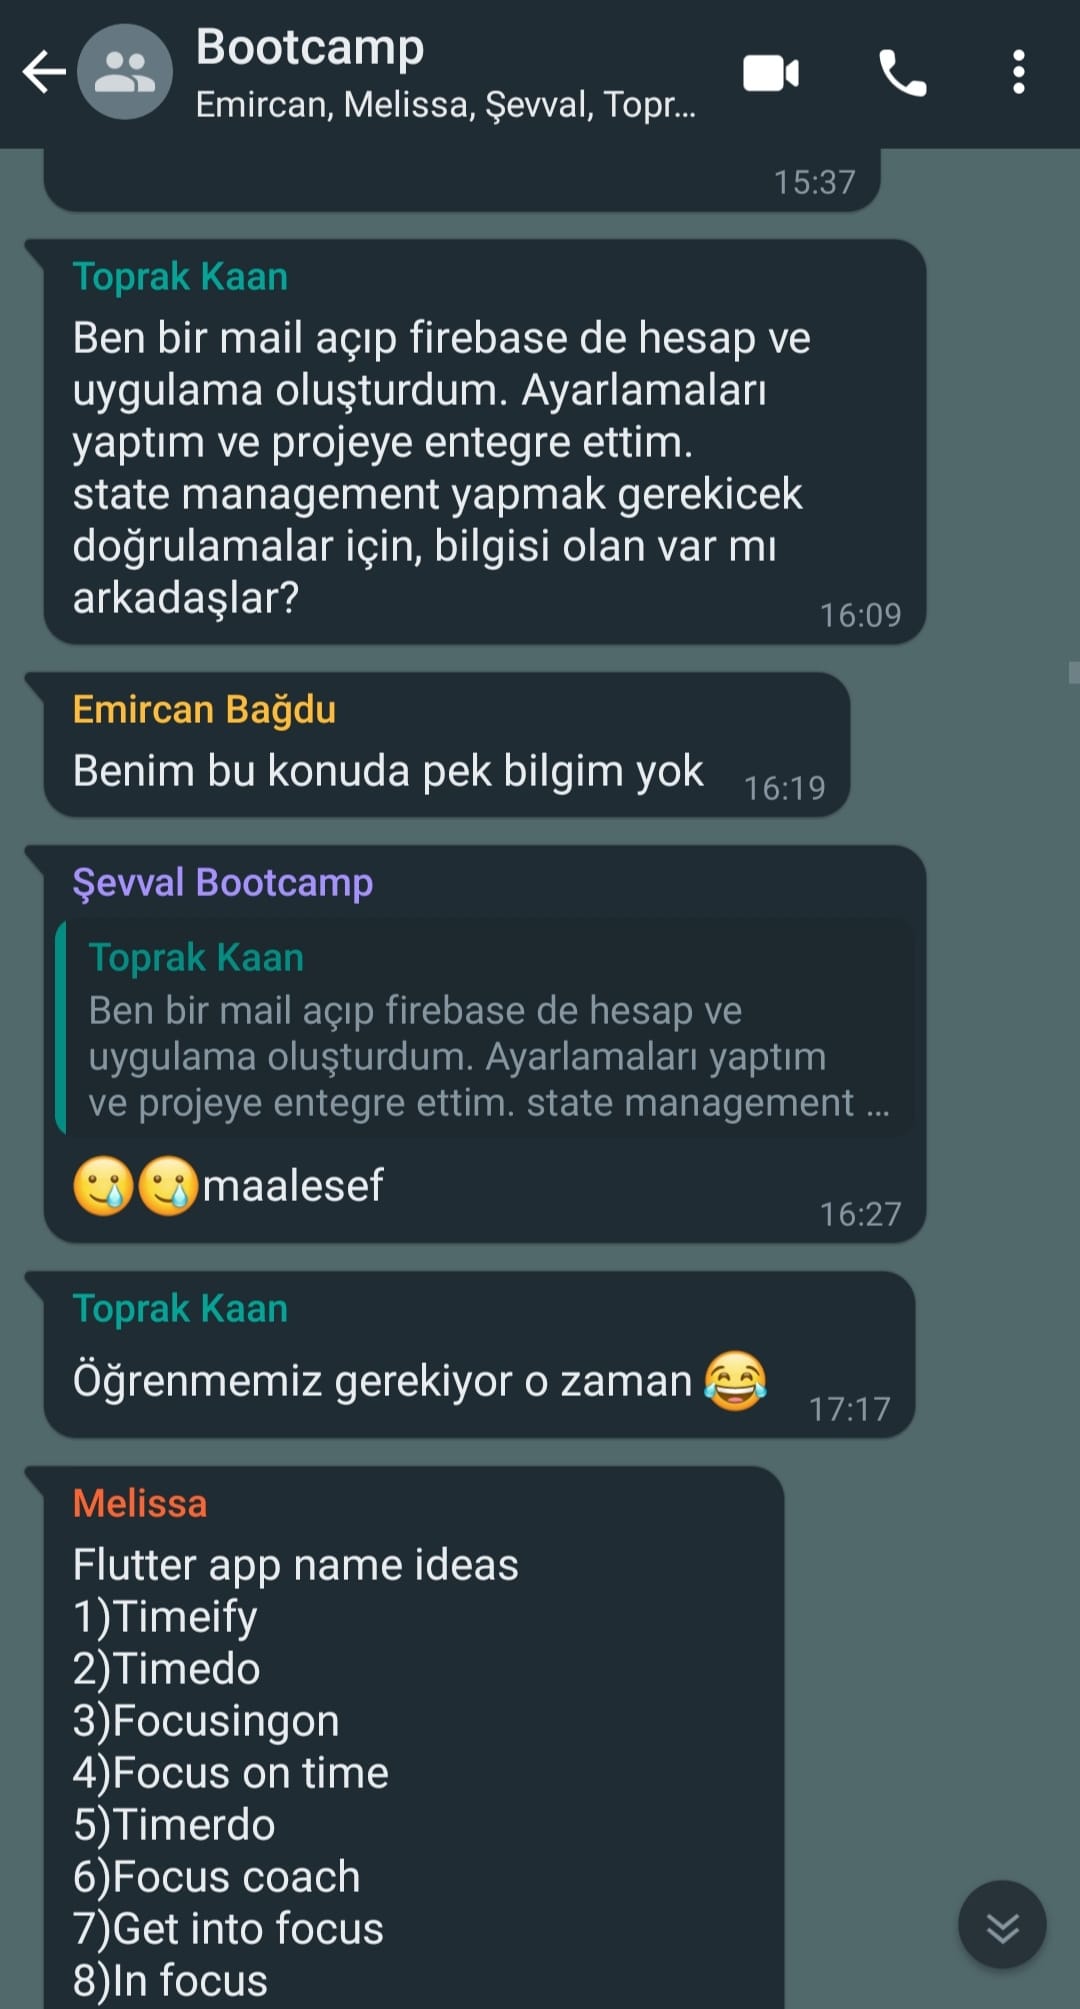 Bootcamp
Emircan, Melissa, Şevval, Topr...
15:37
Toprak Kaan
Ben bir mail açıp firebase de hesap ve
uygulama oluşturdum. Ayarlamaları
yaptım ve projeye entegre ettim.
state management yapmak gerekicek
doğrulamalar için, bilgisi olan var mı
arkadaşlar?
16:09
Emircan Bağdu
Benim bu konuda pek bilgim yok
16:19
Şevval Bootcamp
Toprak Kaan
Ben bir mail açıp firebase de hesap ve
uygulama oluşturdum. Ayarlamaları yaptım
ve projeye entegre ettim. state management ...
🥲🥲maalesef
16:27
Toprak Kaan
Öğrenmemiz gerekiyor o zaman😂
17:17
Melissa
Flutter app name ideas
1)Timeify
2)Timedo
3)Focusingon
4)Focus on time
5)Timerdo
6)Focus coach
7)Get into focus
8)In focus